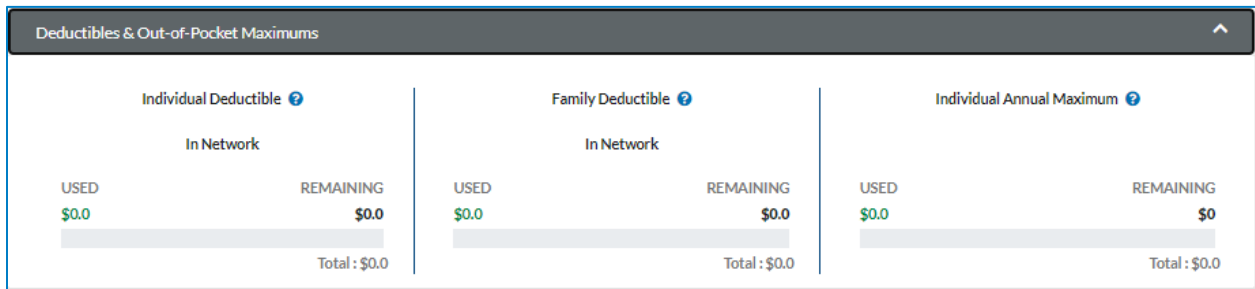 Deductibles & Out-of-Pocket Maximums
Individual Deductible ?
In Network
USED REMAINING
$0.0 $0.0
Total : $0.0
Family Deductible ?
In Network
USED REMAINING
$0.0 $0.0
Total : $0.0
Individual Annual Maximum ?
USED REMAINING
$0.0 $0
Total : $0.0